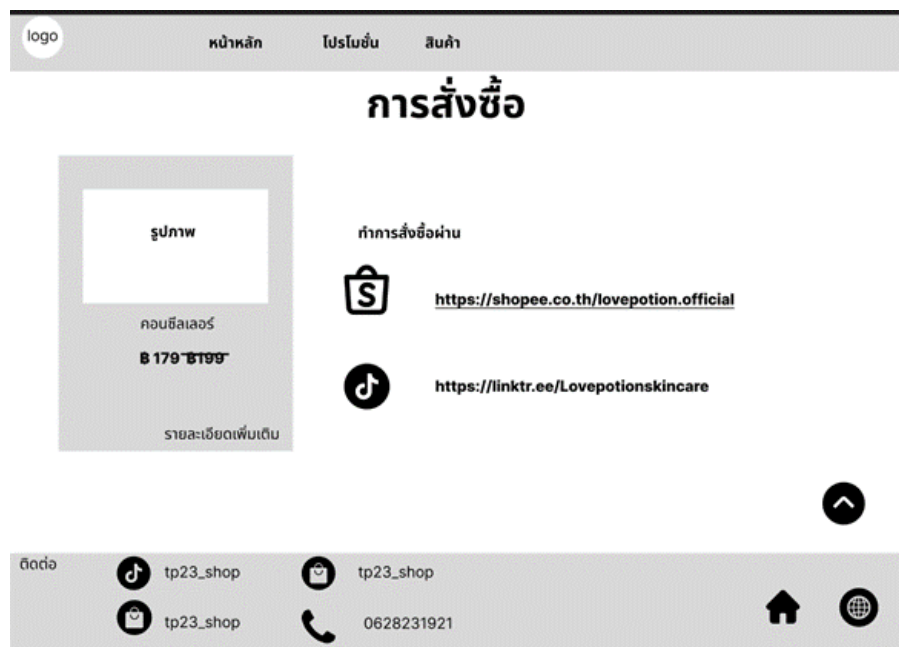 logo
หน้าหลัก โปรโมชั่น สินค้า
การสั่งซื้อ
รูปภาพ
คอนซีลเลอร์
฿ 179 ฿199
รายละเอียดเพิ่มเติม
ทำการสั่งซื้อผ่าน
https://shopee.co.th/lovepotion.official
https://linktr.ee/Lovepotionskincare
ติดต่อ
tp23_shop tp23_shop
tp23_shop 0628231921